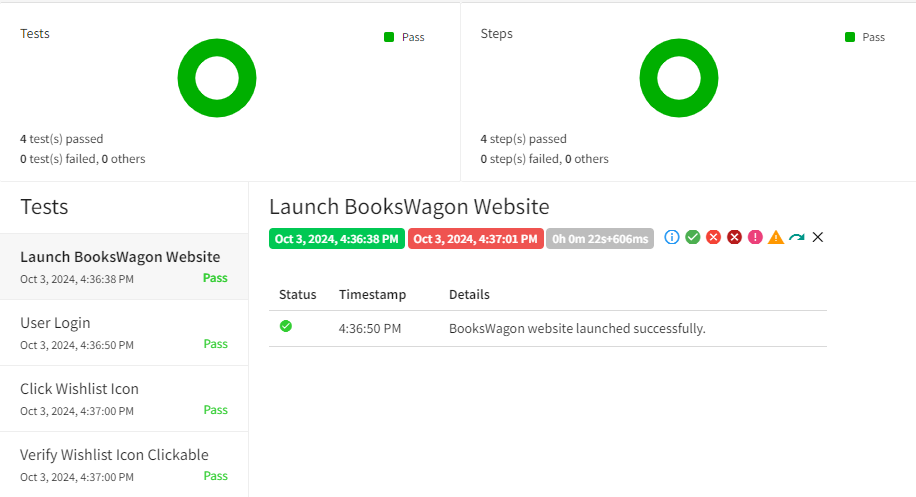 Tests
Pass
4 test(s) passed
0 test(s) failed, 0 others
Steps
Pass
4 step(s) passed
0 step(s) failed, 0 others
Tests
Launch BooksWagon Website
Oct 3, 2024, 4:36:38 PM
Pass
User Login
Oct 3, 2024, 4:36:50 PM
Pass
Click Wishlist Icon
Oct 3, 2024, 4:37:00 PM
Pass
Verify Wishlist Icon Clickable
Oct 3, 2024, 4:37:00 PM
Pass
Launch BooksWagon Website
Oct 3, 2024, 4:36:38 PM Oct 3, 2024, 4:37:01 PM 0h 0m 22s+606ms
Status Timestamp Details
4:36:50 PM BooksWagon website launched successfully.